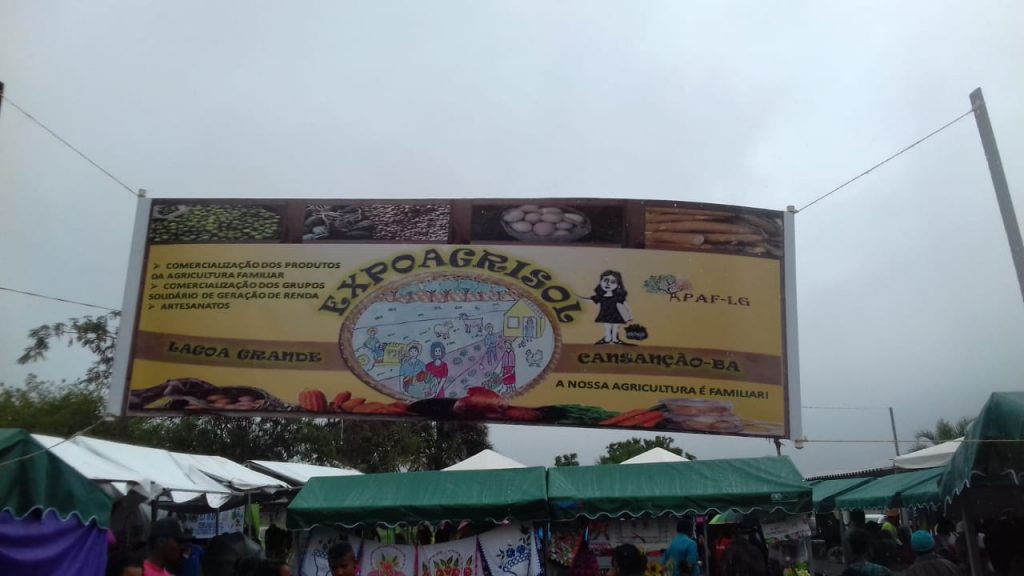 ➢ COMERCIALIZAÇÃO DOS PRODUTOS
DA AGRICULTURA FAMILIAR
➢ COMERCIALIZAÇÃO DOS GRUPOS
SOLIDÁRIO DE GERAÇÃO DE RENDA
➢ ARTESANATOS
EXPOAGRISOL
APAF-LG
LAGOA GRANDE
CANSANÇÃO-BA
A NOSSA AGRICULTURA É FAMILIAR!